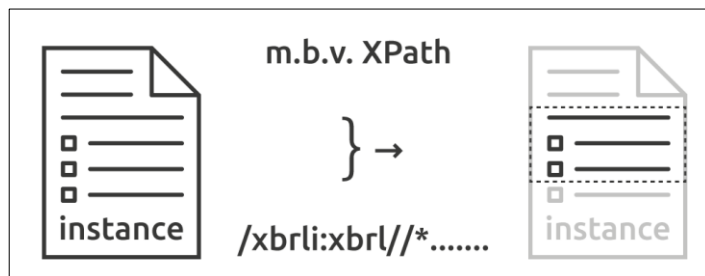 m.b.v. XPath
} →
instance
/xbrli:xbrl//*.......
instance